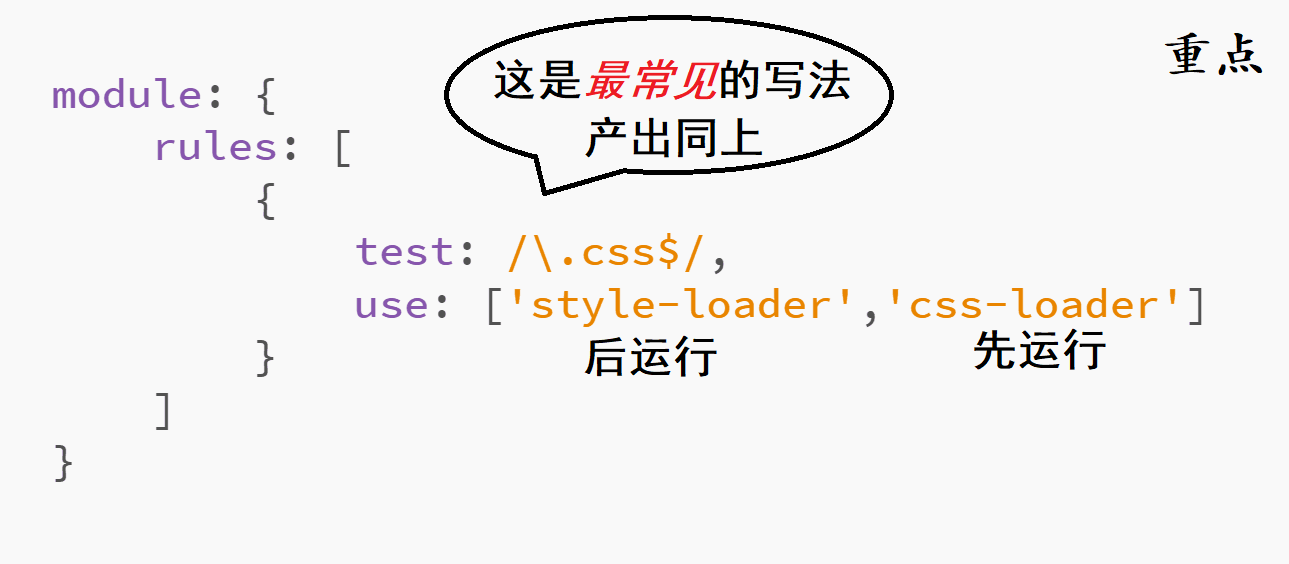 重点
这是最常见的写法
产出同上
module: {
    rules: [
        {
            test: /\.css$/,
            use: ['style-loader','css-loader']
后运行 先运行
        }
    ]
}